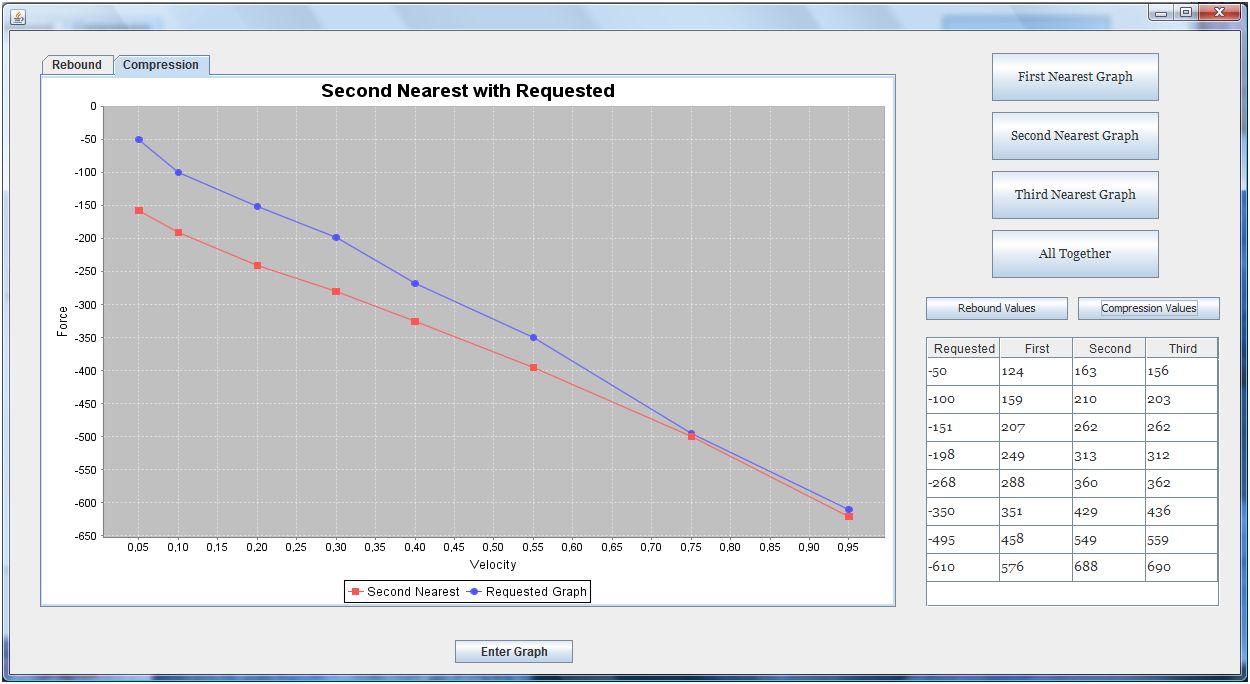 Rebound Compression
Second Nearest with Requested
0
-50
-100
-150
-200
-250
-300
-350
-400
-450
-500
-550
-600
-650
Force
0,05 0,10 0,15 0,20 0,25 0,30 0,35 0,40 0,45 0,50 0,55 0,60 0,65 0,70 0,75 0,80 0,85 0,90 0,95
Velocity
Second Nearest Requested Graph
First Nearest Graph
Second Nearest Graph
Third Nearest Graph
All Together
Rebound Values Compression Values
Requested First Second Third
-50 124 163 156
-100 159 210 203
-151 207 262 262
-198 249 313 312
-268 288 360 362
-350 351 429 436
-495 458 549 559
-610 576 688 690
Enter Graph